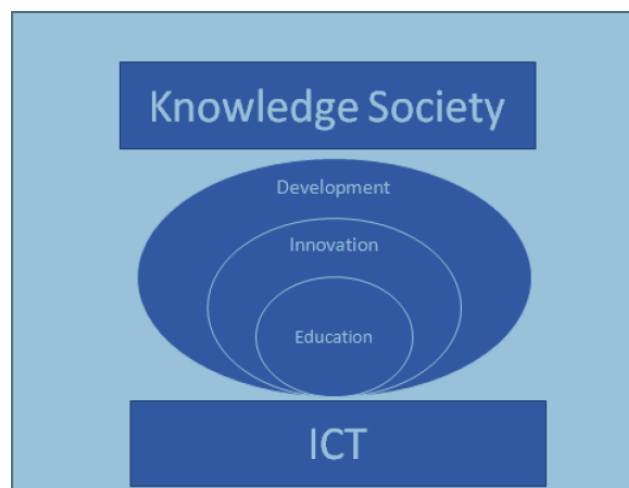 Knowledge Society
Development
Innovation
Education
ICT